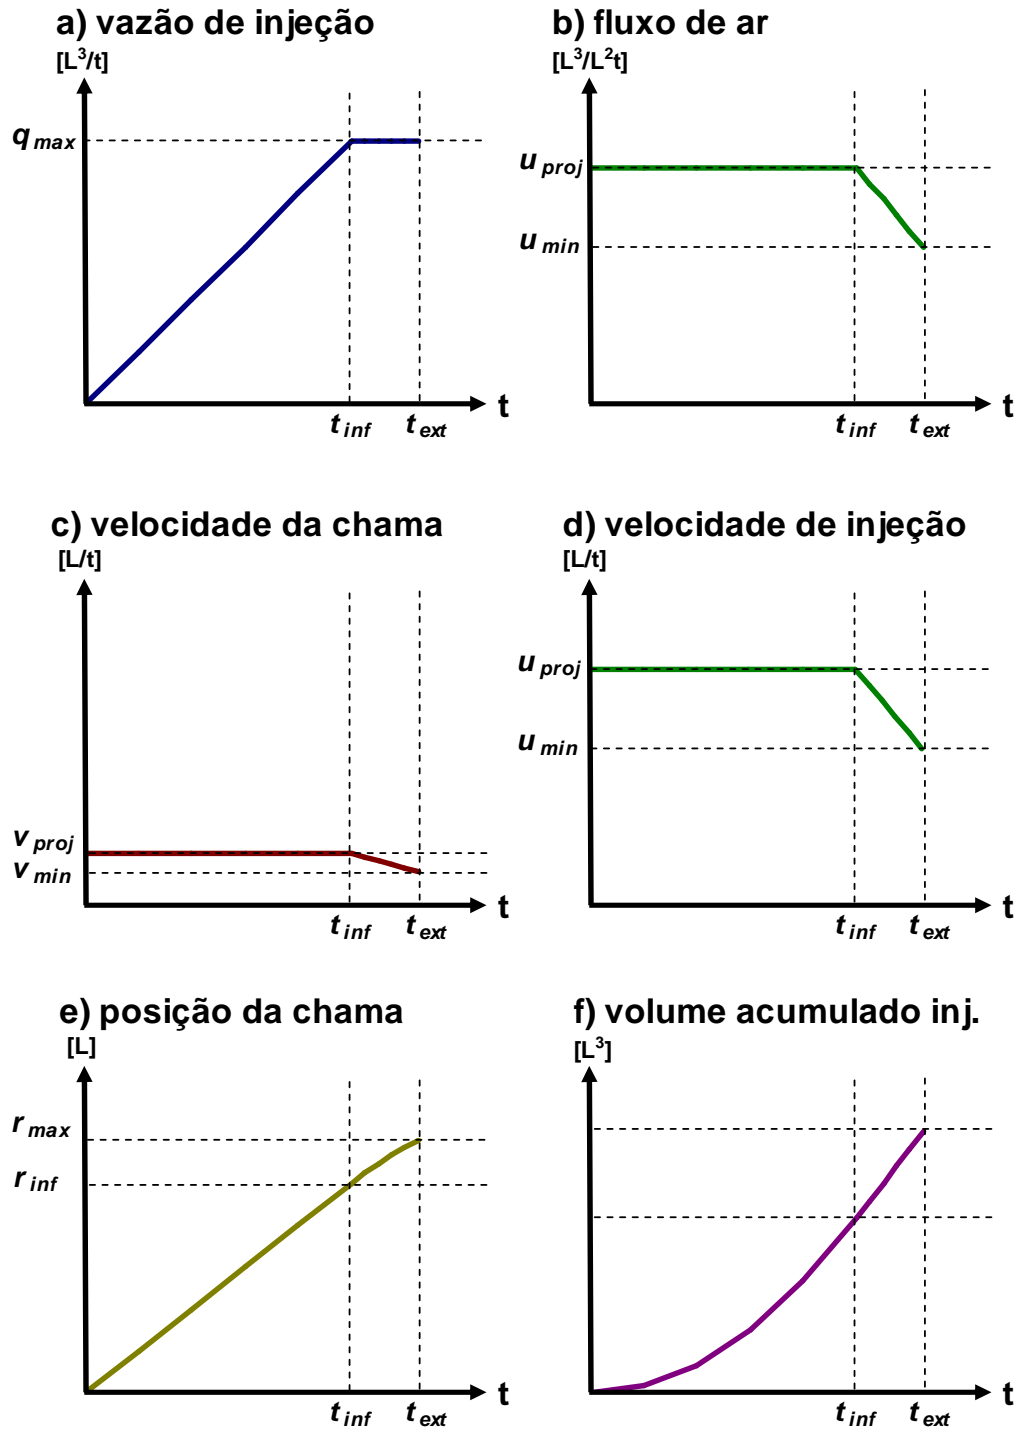 a) vazão de injeção
[L³/t]
q max
t inf
t ext
t
b) fluxo de ar
[L³/L²t]
u proj
u min
t inf
t ext
t
c) velocidade da chama
[L/t]
v proj
v min
t inf
t ext
t
d) velocidade de injeção
[L/t]
u proj
u min
t inf
t ext
t
e) posição da chama
[L]
r max
r inf
t inf
t ext
t
f) volume acumulado inj.
[L³]
t inf
t ext
t